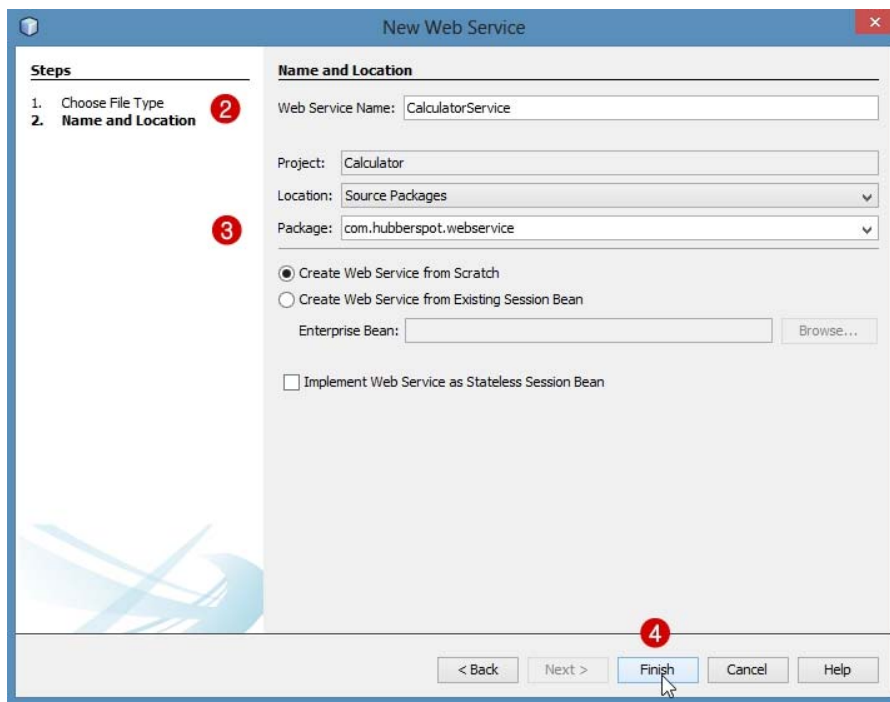 New Web Service
Steps
1. Choose File Type
2. Name and Location
2
Name and Location
Web Service Name: CalculatorService
Project: Calculator
Location: Source Packages
3
Package: com.hubberspot.webservice
Create Web Service from Scratch
Create Web Service from Existing Session Bean
Enterprise Bean: Browse...
Implement Web Service as Stateless Session Bean
4
< Back Next > Finish Cancel Help